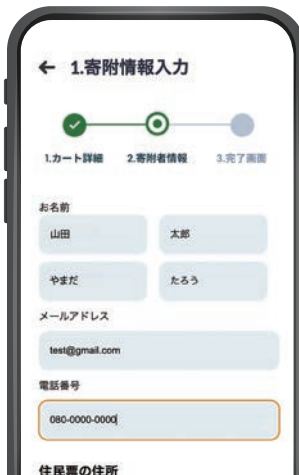 ← 1.寄附情報入力
1.カート詳細 2.寄附者情報 3.完了画面
お名前
山田 太郎
やまだ たろう
メールアドレス
test@gmail.com
電話番号
080-0000-0000
住民票の住所